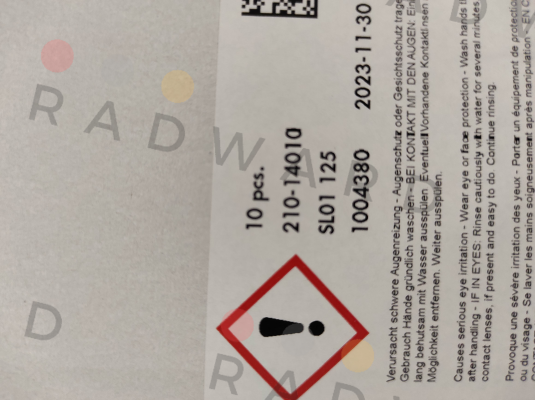 10 pcs.
210-14010
SL01 125
1004380 2023-11-30
Verursacht schwere Augenreizung - Augenschutz oder Gesichtsschutz trage
Gebrauch Hände gründlich waschen - BEI KONTAKT MIT DEN AUGEN: Ein
lang behutsam mit Wasser ausspülen Eventuell Vorhandene Kontaktlinsen
Möglichkeit entfernen. Weiter ausspülen.
Causes serious eye irritation - Wear eye or face protection - Wash hands
after handling - IF IN EYES: Rinse cautiously with water for several minutes
contact lenses, if present and easy to do. Continue rinsing.
Provoque une sévère irritation des yeux - Porter un équipement de protectio
ou du visage - Se laver les mains soigneusement après manipulation - EN C
RADWAR
D
RADW